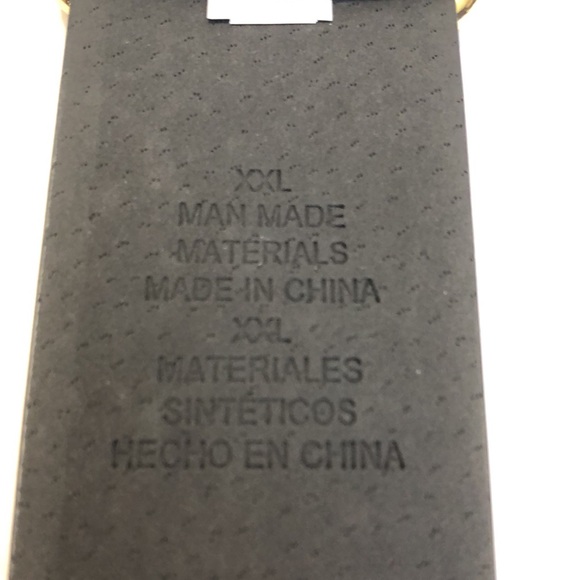 XXL
MAN MADE
MATERIALS
MADE IN CHINA
XXL
MATERIALES
SINTÉTICOS
HECHO EN CHINA